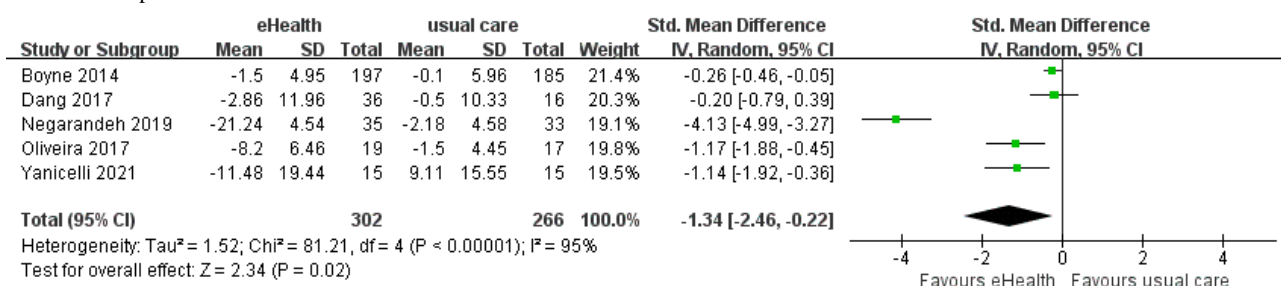 eHealth usual care Std. Mean Difference Std. Mean Difference
Study or Subgroup Mean SD Total Mean SD Total Weight IV, Random, 95% CI IV, Random, 95% CI
Boyne 2014 -1.5 4.95 197 -0.1 5.96 185 21.4% -0.26 [-0.46, -0.05]
Dang 2017 -2.86 11.96 36 -0.5 10.33 16 20.3% -0.20 [-0.79, 0.39]
Negarandeh 2019 -21.24 4.54 35 -2.18 4.58 33 19.1% -4.13 [-4.99, -3.27]
Oliveira 2017 -8.2 6.46 19 -1.5 4.45 17 19.8% -1.17 [-1.88, -0.45]
Yanicelli 2021 -11.48 19.44 15 9.11 15.55 15 19.5% -1.14 [-1.92, -0.36]
Total (95% CI) 302 266 100.0% -1.34 [-2.46, -0.22]
Heterogeneity: Tau² = 1.52; Chi² = 81.21, df = 4 (P < 0.00001); I² = 95%
Test for overall effect: Z = 2.34 (P = 0.02)
-4 -2 0 2 4
Favours eHealth Favours usual care